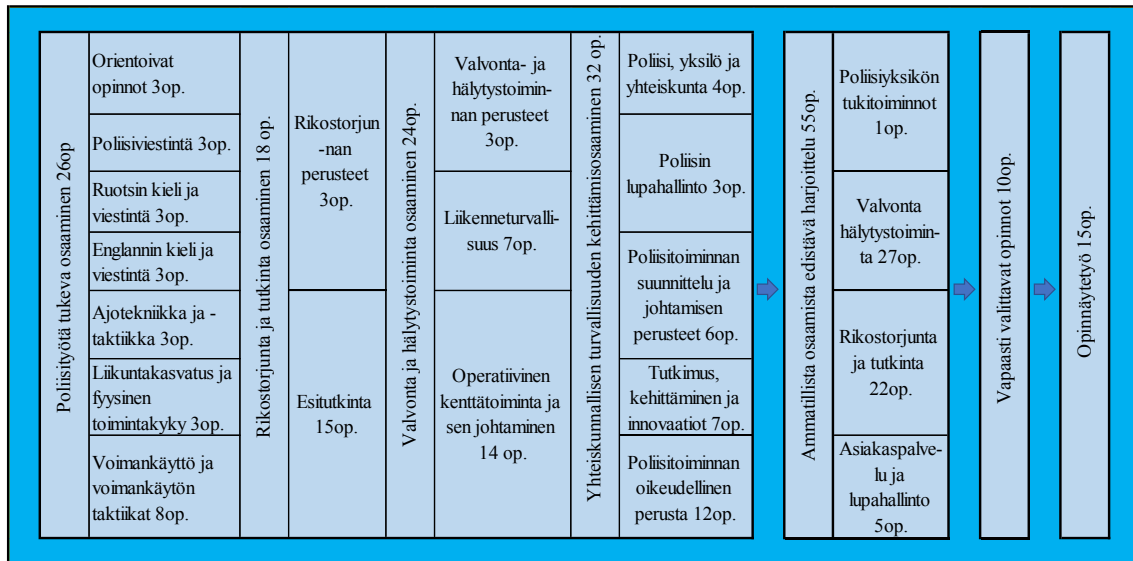 Poliisityötä tukeva osaaminen 26op
Orientoivat
opinnot 3op.
Poliisiviestintä 3op.
Ruotsin kieli ja
viestintä 3op.
Englannin kieli ja
viestintä 3op.
Ajotekniikka ja -
taktiikka 3op.
Liikuntakasvatus ja
fyysinen
toimintakyky 3op.
Voimankäyttö ja
voimankäytön
taktiikat 8op.
Rikostorjunta ja tutkinta osaaminen 18 op.
Rikostorjun
-nan
perusteet
3op.
Esitutkinta
15op.
Valvonta ja hälytystoiminta osaaminen 24op.
Valvonta- ja
hälytystoimin-
nan perusteet
3op.
Liikenneturvalli-
suus 7op.
Operatiivinen
kenttätoiminta ja
sen johtaminen
14 op.
Yhteiskunnallisen turvallisuuden kehittämisosaaminen 32 op.
Poliisi, yksilö ja
yhteiskunta 4op.
Poliisin
lupahallinto 3op.
Poliisitoiminnan
suunnittelu ja
johtamisen
perusteet 6op.
Tutkimus,
kehittäminen ja
innovaatiot 7op.
Poliisitoiminnan
oikeudellinen
perusta 12op.
Ammatillista osaamista edistävä harjoittelu 55op.
Poliisiyksikön
tukitoiminnot
1op.
Valvonta
hälytystoimin-
ta 27op.
Rikostorjunta
ja tutkinta
22op.
Asiakaspalve-
lu ja
lupahallinto
5op.
Vapaasti valittavat opinnot 10op.
Opinnäytetyö 15op.